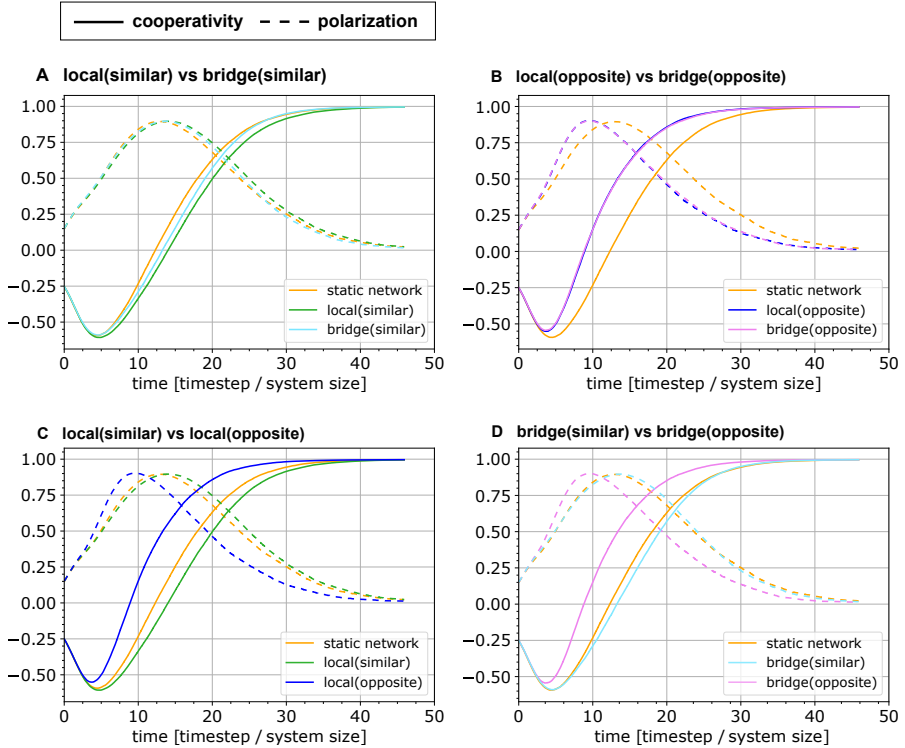 cooperativity polarization
A local(similar) vs bridge(similar)
1.00
0.75
0.50
0.25
0.00
−0.25
−0.50
static network
local(similar)
bridge(similar)
0 10 20 30 40 50
time [timestep / system size]
B local(opposite) vs bridge(opposite)
1.00
0.75
0.50
0.25
0.00
−0.25
−0.50
static network
local(opposite)
bridge(opposite)
0 10 20 30 40 50
time [timestep / system size]
C local(similar) vs local(opposite)
1.00
0.75
0.50
0.25
0.00
−0.25
−0.50
static network
local(similar)
local(opposite)
0 10 20 30 40 50
time [timestep / system size]
D bridge(similar) vs bridge(opposite)
1.00
0.75
0.50
0.25
0.00
−0.25
−0.50
static network
bridge(similar)
bridge(opposite)
0 10 20 30 40 50
time [timestep / system size]